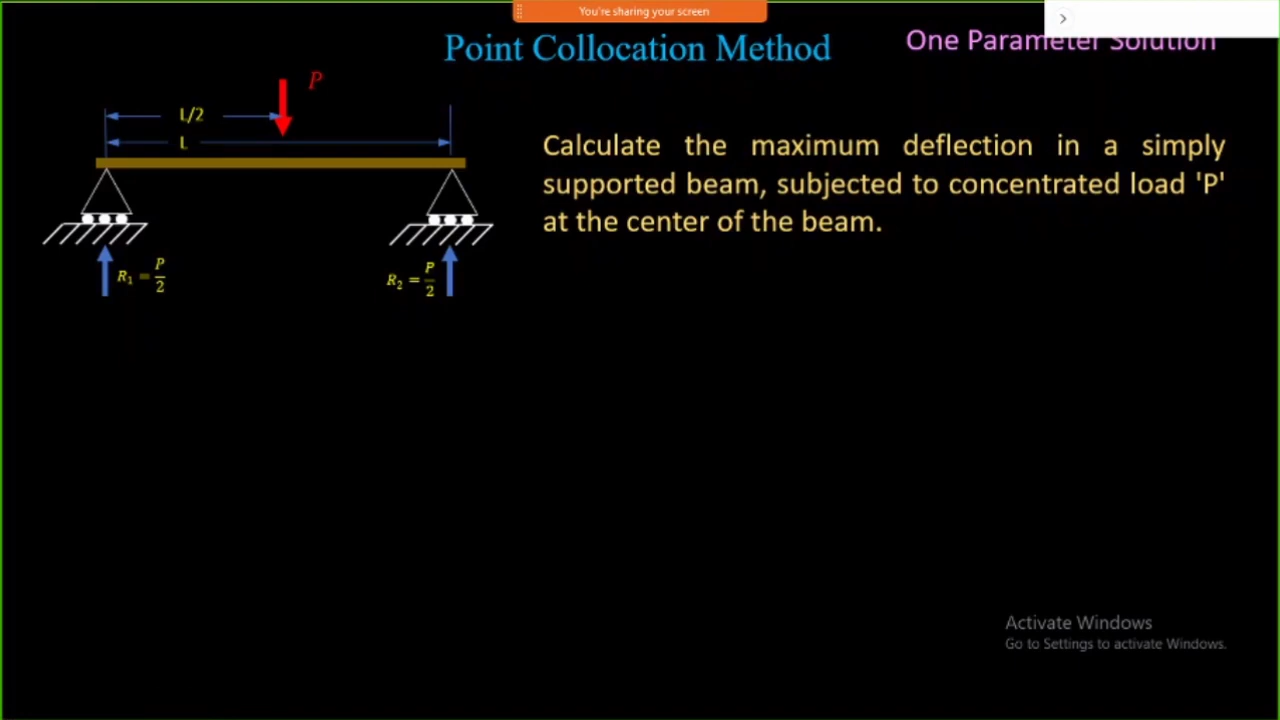 You're sharing your screen
Point Collocation Method
One Parameter Solution
P
L/2
L
Calculate the maximum deflection in a simply
supported beam, subjected to concentrated load 'P'
at the center of the beam.
R₁ = P/2
R₂ = P/2
Activate Windows
Go to Settings to activate Windows.